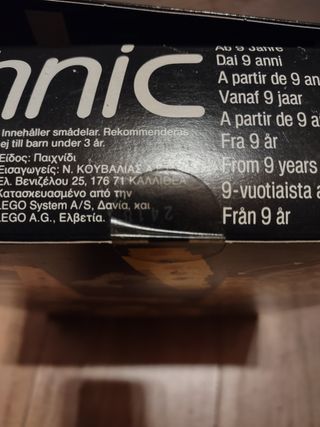 hnic
Innehåller smådelar. Rekommenderas
ej till barn under 3 år.
Είδος: Παιχνίδι
Εισαγωγείς: Ν. ΚΟΥΒΑΛΙΑΣ Α.
Ελ. Βενιζέλου 25, 176 71 ΚΑΛΛΙΘΕΑ
Κατασκευασμένο από την
LEGO System A/S, Δανία, και
LEGO A.G., Ελβετία.
Ab 9 Jahre
Dai 9 anni
A partir de 9 an
Vanaf 9 jaar
A partir de 9 a
Fra 9 år
From 9 years
9-vuotiaista a
Från 9 år